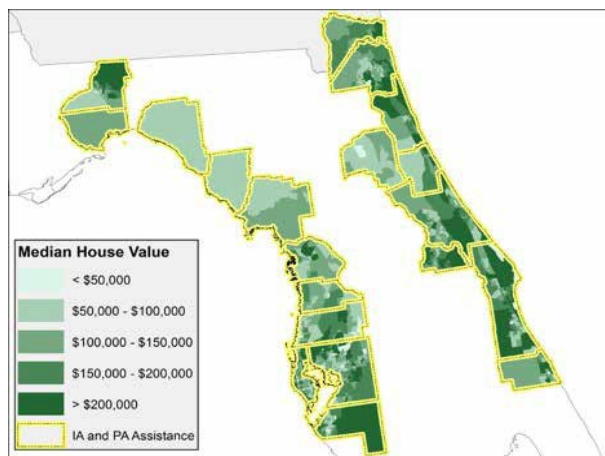 Median House Value
< $50,000
$50,000 - $100,000
$100,000 - $150,000
$150,000 - $200,000
> $200,000
IA and PA Assistance